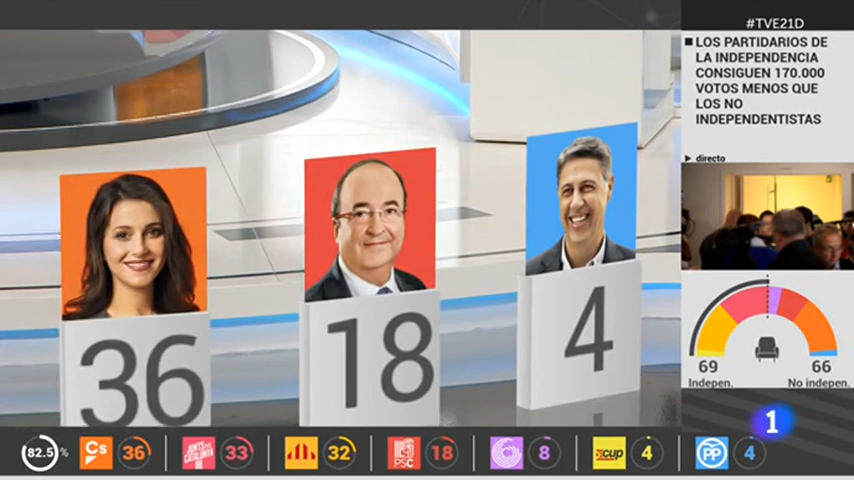 #TVE21D
LOS PARTIDARIOS DE
LA INDEPENDENCIA
CONSIGUEN 170.000
VOTOS MENOS QUE
LOS NO
INDEPENDENTISTAS
directo
36
18
4
69
66
Indepen.
No indepen.
1
82.5 %
Cs
36
JUNTS PER
CATALUNYA
33
32
PSC
18
8
cup
4
PP
4